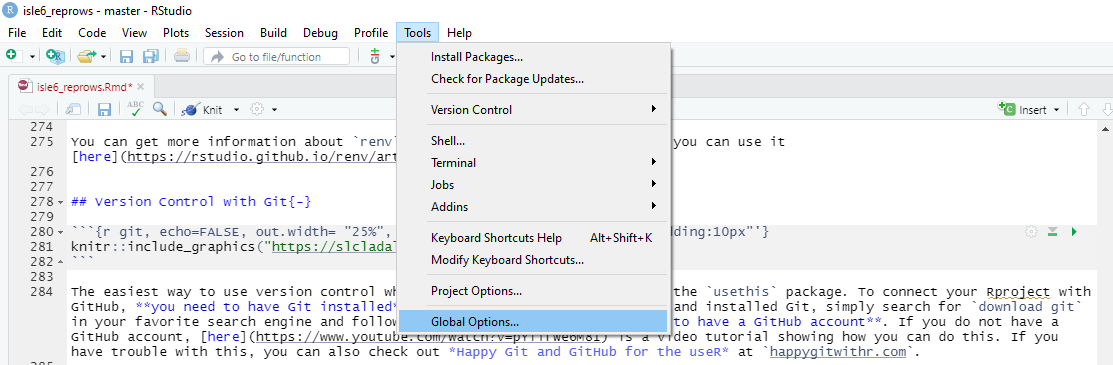 isle6_reprows - master - RStudio
File Edit Code View Plots Session Build Debug Profile Tools Help
Go to file/function
Install Packages...
Check for Package Updates...
Version Control
Shell...
Terminal
Jobs
Addins
Keyboard Shortcuts Help Alt+Shift+K
Modify Keyboard Shortcuts...
Project Options...
Global Options...
isle6_reprows.Rmd*
ABC Knit Insert
274
275 You can get more information about `renv` you can use it
[here](https://rstudio.github.io/renv/art
276
277
278 ## Version Control with Git{-}
279
280 ```{r git, echo=FALSE, out.width= "25%", dding:10px"'}
281 knitr::include_graphics("https://slcladal
282 ```
283
284 The easiest way to use version control wh the `usethis` package. To connect your Rproject with
GitHub, **you need to have Git installed* and installed Git, simply search for `download git`
in your favorite search engine and follow to have a GitHub account**. If you do not have a
GitHub account, [here](https://www.youtube.com/watch? is a video tutorial showing how you can do this. If you
have trouble with this, you can also check out *Happy Git and GitHub for the useR* at `happygitwithr.com`.